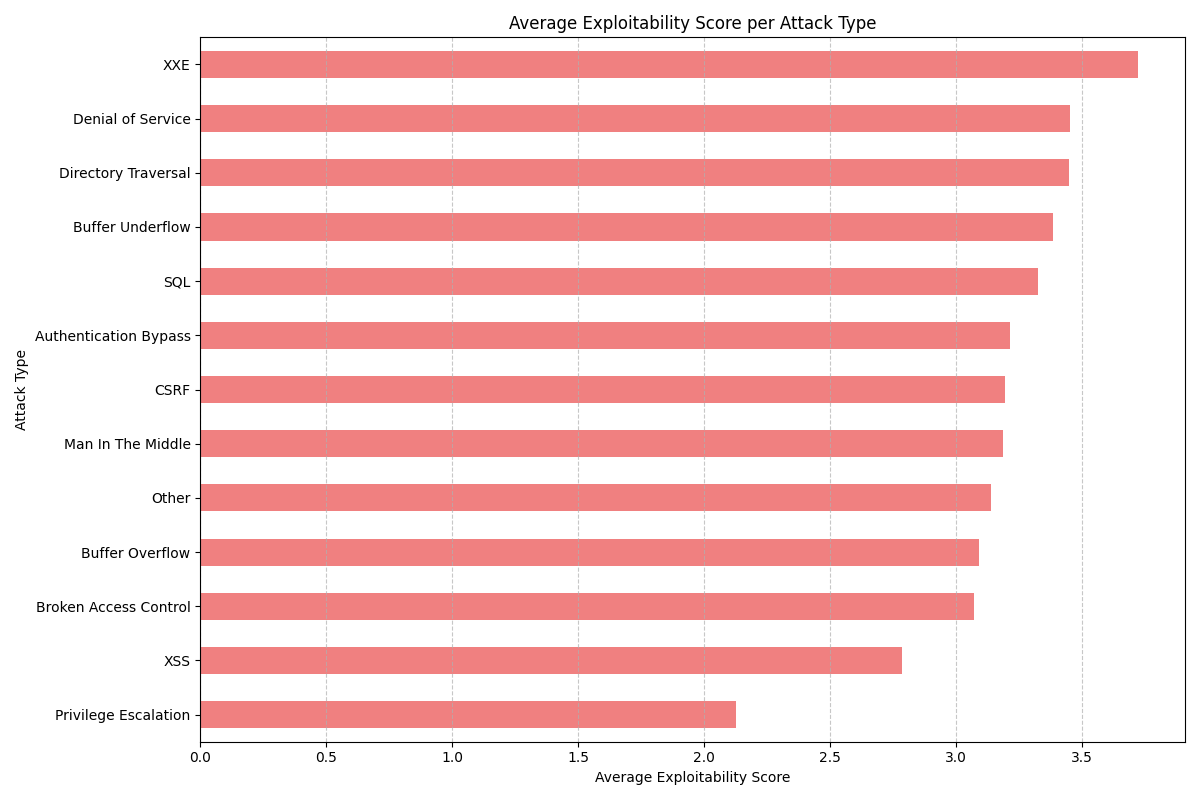 Average Exploitability Score per Attack Type
XXE
Denial of Service
Directory Traversal
Buffer Underflow
SQL
Authentication Bypass
CSRF
Man In The Middle
Other
Buffer Overflow
Broken Access Control
XSS
Privilege Escalation
Attack Type
0.0 0.5 1.0 1.5 2.0 2.5 3.0 3.5
Average Exploitability Score